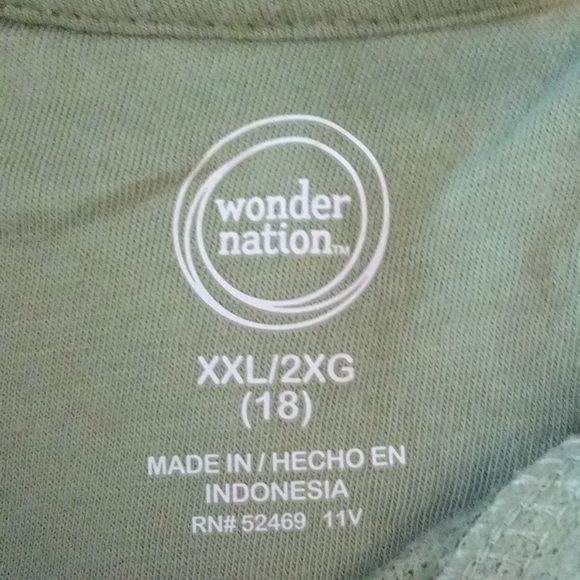 wonder
nation™
XXL/2XG
(18)
MADE IN / HECHO EN
INDONESIA
RN# 52469 11V